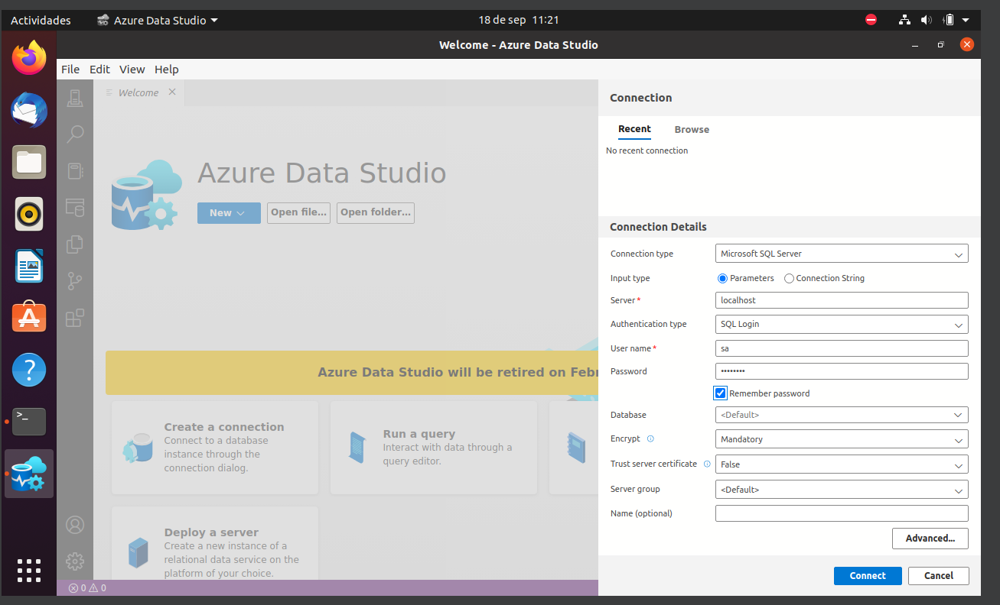 Actividades Azure Data Studio 18 de sep 11:21
Welcome - Azure Data Studio
File Edit View Help
Welcome
Azure Data Studio
New Open file... Open folder...
Azure Data Studio will be retired on Febr
Create a connection
Connect to a database
instance through the
connection dialog.
Run a query
Interact with data through a
query editor.
Deploy a server
Create a new instance of a
relational data service on the
platform of your choice.
0 0
Connection
Recent Browse
No recent connection
Connection Details
Connection type Microsoft SQL Server
Input type Parameters Connection String
Server* localhost
Authentication type SQL Login
User name* sa
Password ••••••••
Remember password
Database <Default>
Encrypt Mandatory
Trust server certificate False
Server group <Default>
Name (optional)
Advanced...
Connect Cancel